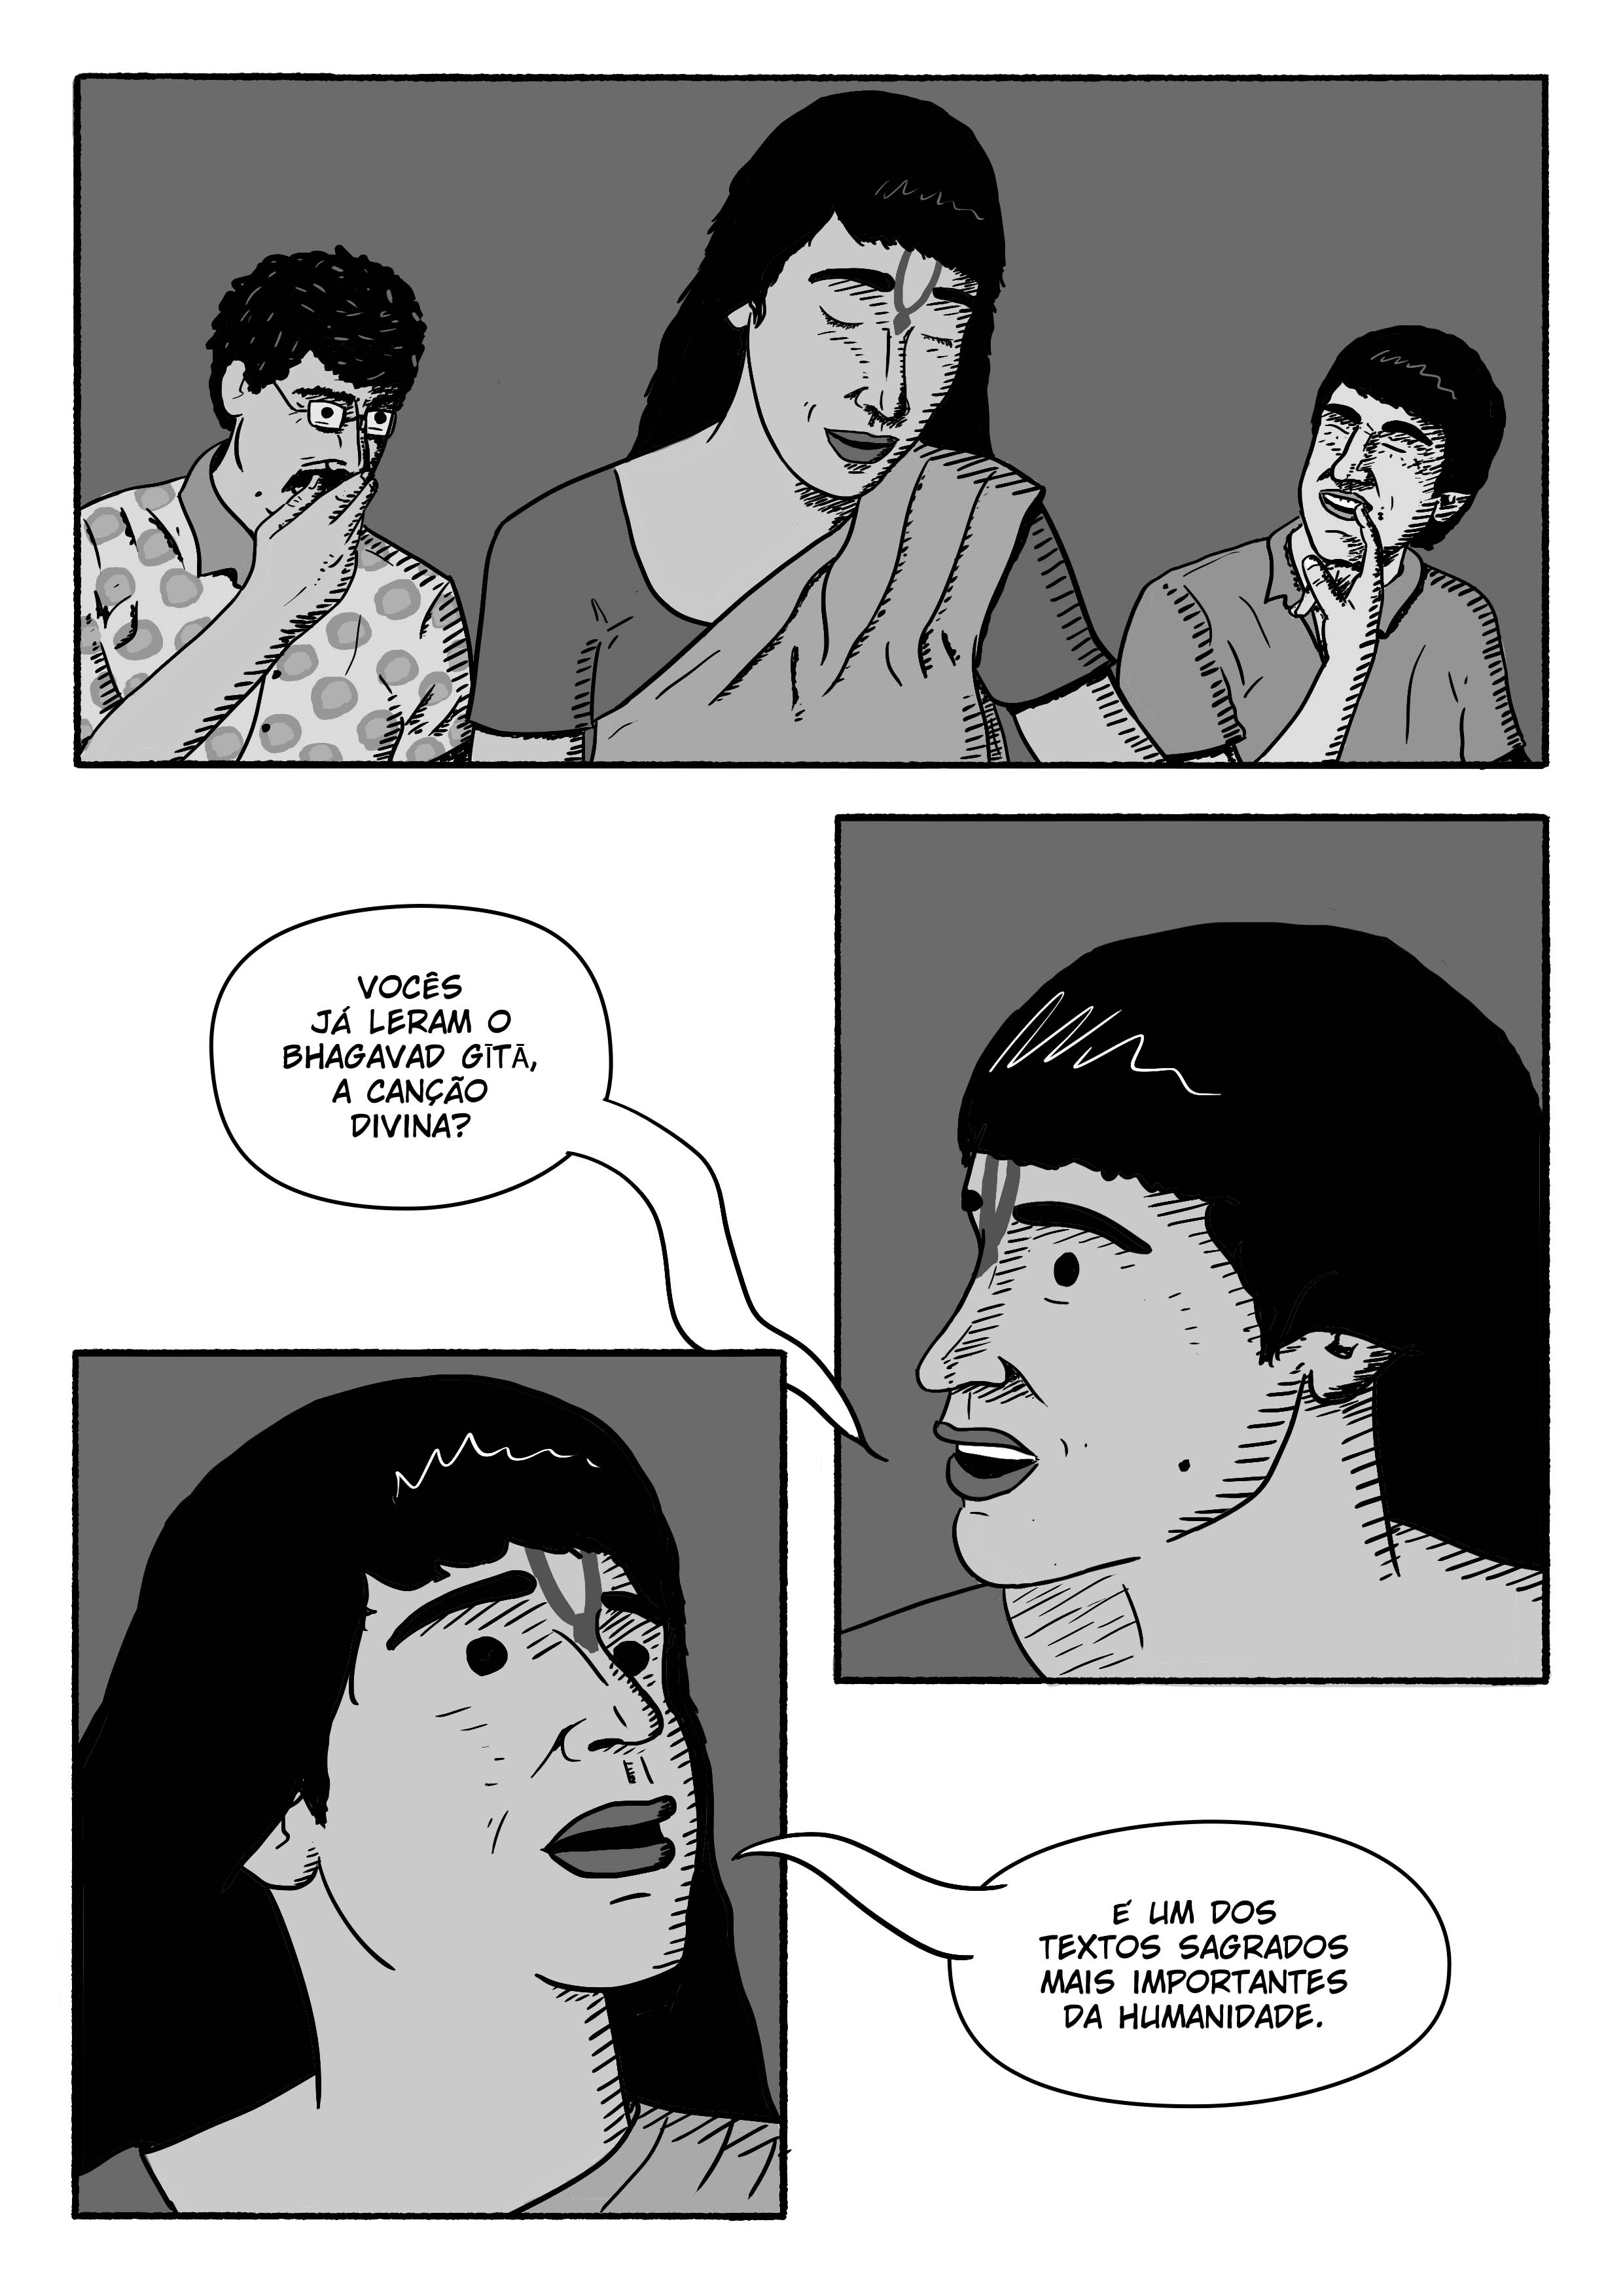 VOCÊS
JÁ LERAM O
BHAGAVAD GĪTĀ,
A CANÇÃO
DIVINA?
É UM DOS
TEXTOS SAGRADOS
MAIS IMPORTANTES
DA HUMANIDADE.